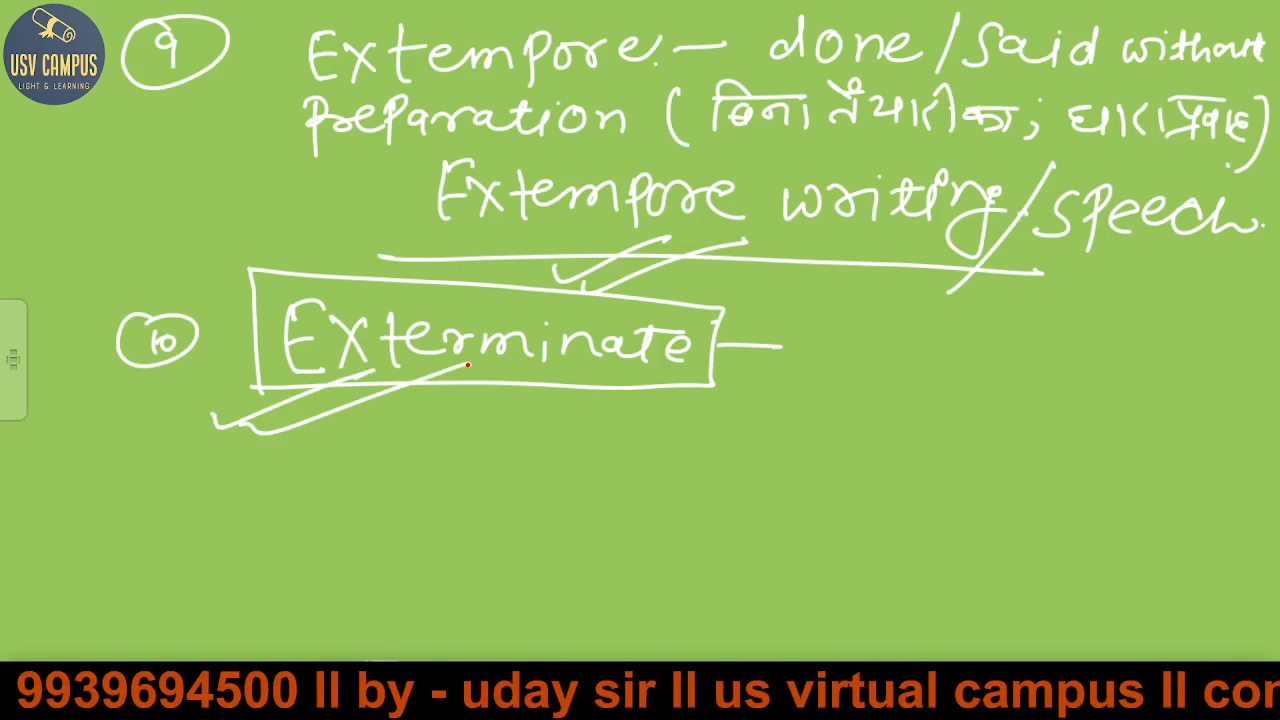 USV CAMPUS
LIGHT & LEARNING
9 Extempore - done/said without
preparation (बिना तैयारी का; धाराप्रवाह)
Extempore writing/speech.
10 Exterminate -
9939694500 ll by - uday sir ll us virtual campus ll cor